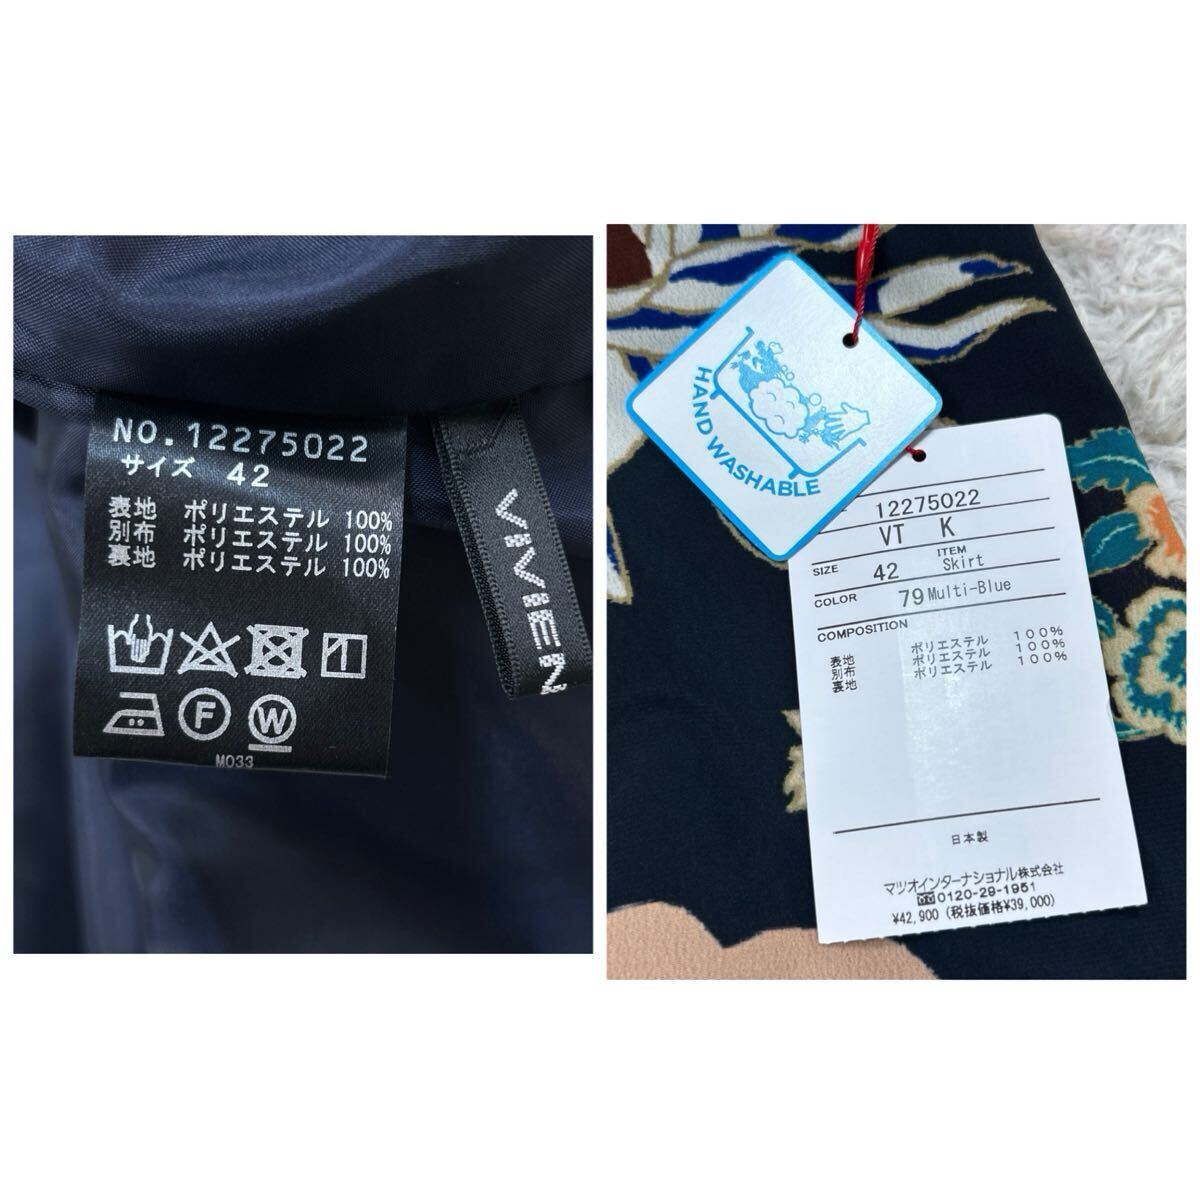 NO.12275022
サイズ 42
表地 ポリエステル 100%
別布 ポリエステル 100%
裏地 ポリエステル 100%
F
W
M033
VIVIEN
HAND WASHABLE
12275022
VT K
SIZE 42 ITEM Skirt
COLOR 79 Multi-Blue
COMPOSITION
表地 ポリエステル 100%
別布 ポリエステル 100%
裏地 ポリエステル 100%
日本製
マツオインターナショナル株式会社
0120-29-1951
¥42,900 (税抜価格¥39,000)